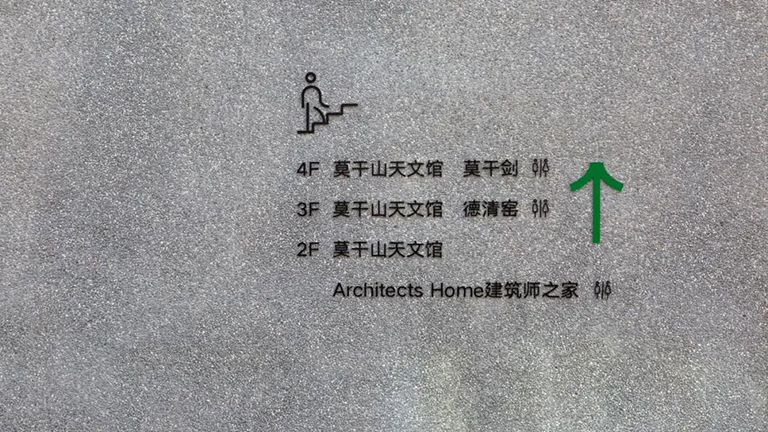 4F 莫干山天文馆 莫干剑
3F 莫干山天文馆 德清窑
2F 莫干山天文馆
Architects Home建筑师之家